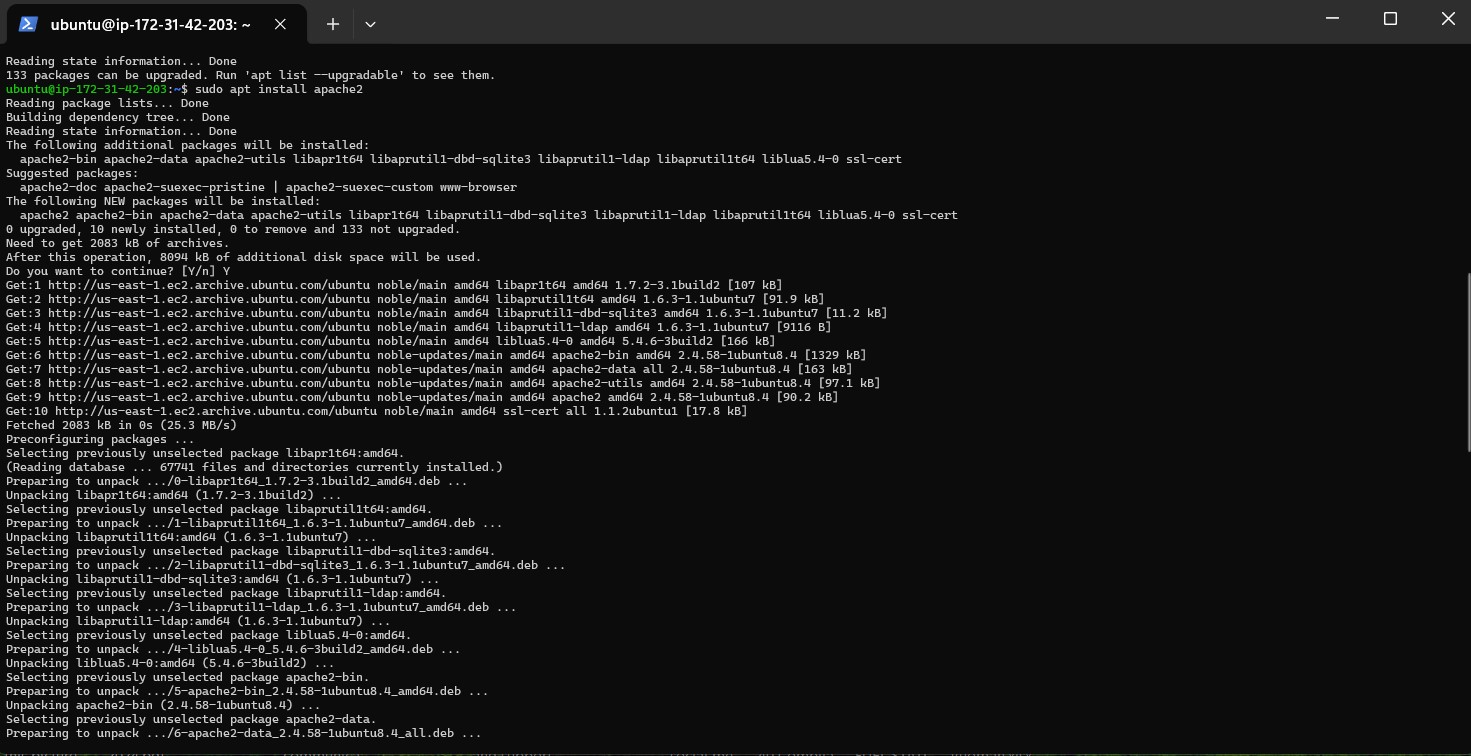 ubuntu@ip-172-31-42-203: ~
Reading state information... Done
133 packages can be upgraded. Run 'apt list --upgradable' to see them.
ubuntu@ip-172-31-42-203:~$ sudo apt install apache2
Reading package lists... Done
Building dependency tree... Done
Reading state information... Done
The following additional packages will be installed:
  apache2-bin apache2-data apache2-utils libapr1t64 libaprutil1-dbd-sqlite3 libaprutil1-ldap libaprutil1t64 liblua5.4-0 ssl-cert
Suggested packages:
  apache2-doc apache2-suexec-pristine | apache2-suexec-custom www-browser
The following NEW packages will be installed:
  apache2 apache2-bin apache2-data apache2-utils libapr1t64 libaprutil1-dbd-sqlite3 libaprutil1-ldap libaprutil1t64 liblua5.4-0 ssl-cert
0 upgraded, 10 newly installed, 0 to remove and 133 not upgraded.
Need to get 2083 kB of archives.
After this operation, 8094 kB of additional disk space will be used.
Do you want to continue? [Y/n] Y
Get:1 http://us-east-1.ec2.archive.ubuntu.com/ubuntu noble/main amd64 libapr1t64 amd64 1.7.2-3.1build2 [107 kB]
Get:2 http://us-east-1.ec2.archive.ubuntu.com/ubuntu noble/main amd64 libaprutil1t64 amd64 1.6.3-1.1ubuntu7 [91.9 kB]
Get:3 http://us-east-1.ec2.archive.ubuntu.com/ubuntu noble/main amd64 libaprutil1-dbd-sqlite3 amd64 1.6.3-1.1ubuntu7 [11.2 kB]
Get:4 http://us-east-1.ec2.archive.ubuntu.com/ubuntu noble/main amd64 libaprutil1-ldap amd64 1.6.3-1.1ubuntu7 [9116 B]
Get:5 http://us-east-1.ec2.archive.ubuntu.com/ubuntu noble/main amd64 liblua5.4-0 amd64 5.4.6-3build2 [166 kB]
Get:6 http://us-east-1.ec2.archive.ubuntu.com/ubuntu noble-updates/main amd64 apache2-bin amd64 2.4.58-1ubuntu8.4 [1329 kB]
Get:7 http://us-east-1.ec2.archive.ubuntu.com/ubuntu noble-updates/main amd64 apache2-data all 2.4.58-1ubuntu8.4 [163 kB]
Get:8 http://us-east-1.ec2.archive.ubuntu.com/ubuntu noble-updates/main amd64 apache2-utils amd64 2.4.58-1ubuntu8.4 [97.1 kB]
Get:9 http://us-east-1.ec2.archive.ubuntu.com/ubuntu noble-updates/main amd64 apache2 amd64 2.4.58-1ubuntu8.4 [90.2 kB]
Get:10 http://us-east-1.ec2.archive.ubuntu.com/ubuntu noble/main amd64 ssl-cert all 1.1.2ubuntu1 [17.8 kB]
Fetched 2083 kB in 0s (25.3 MB/s)
Preconfiguring packages ...
Selecting previously unselected package libapr1t64:amd64.
(Reading database ... 67741 files and directories currently installed.)
Preparing to unpack .../0-libapr1t64_1.7.2-3.1build2_amd64.deb ...
Unpacking libapr1t64:amd64 (1.7.2-3.1build2) ...
Selecting previously unselected package libaprutil1t64:amd64.
Preparing to unpack .../1-libaprutil1t64_1.6.3-1.1ubuntu7_amd64.deb ...
Unpacking libaprutil1t64:amd64 (1.6.3-1.1ubuntu7) ...
Selecting previously unselected package libaprutil1-dbd-sqlite3:amd64.
Preparing to unpack .../2-libaprutil1-dbd-sqlite3_1.6.3-1.1ubuntu7_amd64.deb ...
Unpacking libaprutil1-dbd-sqlite3:amd64 (1.6.3-1.1ubuntu7) ...
Selecting previously unselected package libaprutil1-ldap:amd64.
Preparing to unpack .../3-libaprutil1-ldap_1.6.3-1.1ubuntu7_amd64.deb ...
Unpacking libaprutil1-ldap:amd64 (1.6.3-1.1ubuntu7) ...
Selecting previously unselected package liblua5.4-0:amd64.
Preparing to unpack .../4-liblua5.4-0_5.4.6-3build2_amd64.deb ...
Unpacking liblua5.4-0:amd64 (5.4.6-3build2) ...
Selecting previously unselected package apache2-bin.
Preparing to unpack .../5-apache2-bin_2.4.58-1ubuntu8.4_amd64.deb ...
Unpacking apache2-bin (2.4.58-1ubuntu8.4) ...
Selecting previously unselected package apache2-data.
Preparing to unpack .../6-apache2-data_2.4.58-1ubuntu8.4_all.deb ...